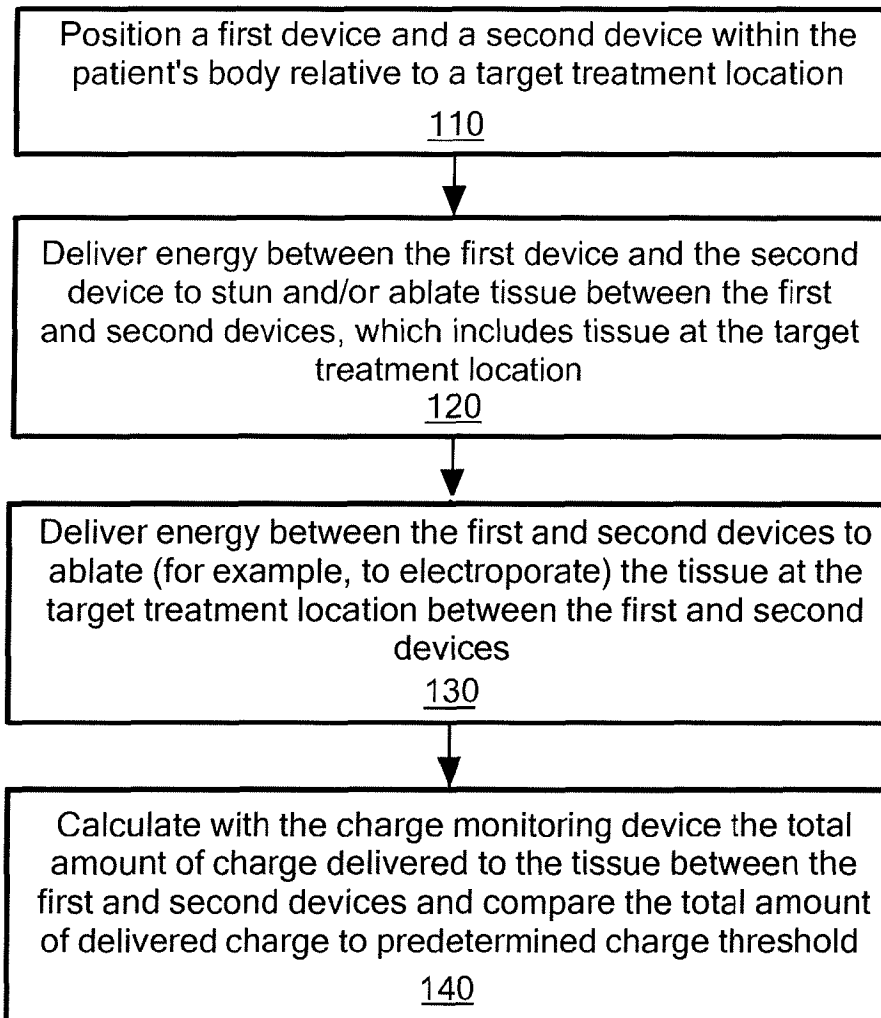 Position a first device and a second device within the
patient's body relative to a target treatment location
110
Deliver energy between the first device and the second
device to stun and/or ablate tissue between the first
and second devices, which includes tissue at the target
treatment location
120
Deliver energy between the first and second devices to
ablate (for example, to electroporate) the tissue at the
target treatment location between the first and second
devices
130
Calculate with the charge monitoring device the total
amount of charge delivered to the tissue between the
first and second devices and compare the total amount
of delivered charge to predetermined charge threshold
140